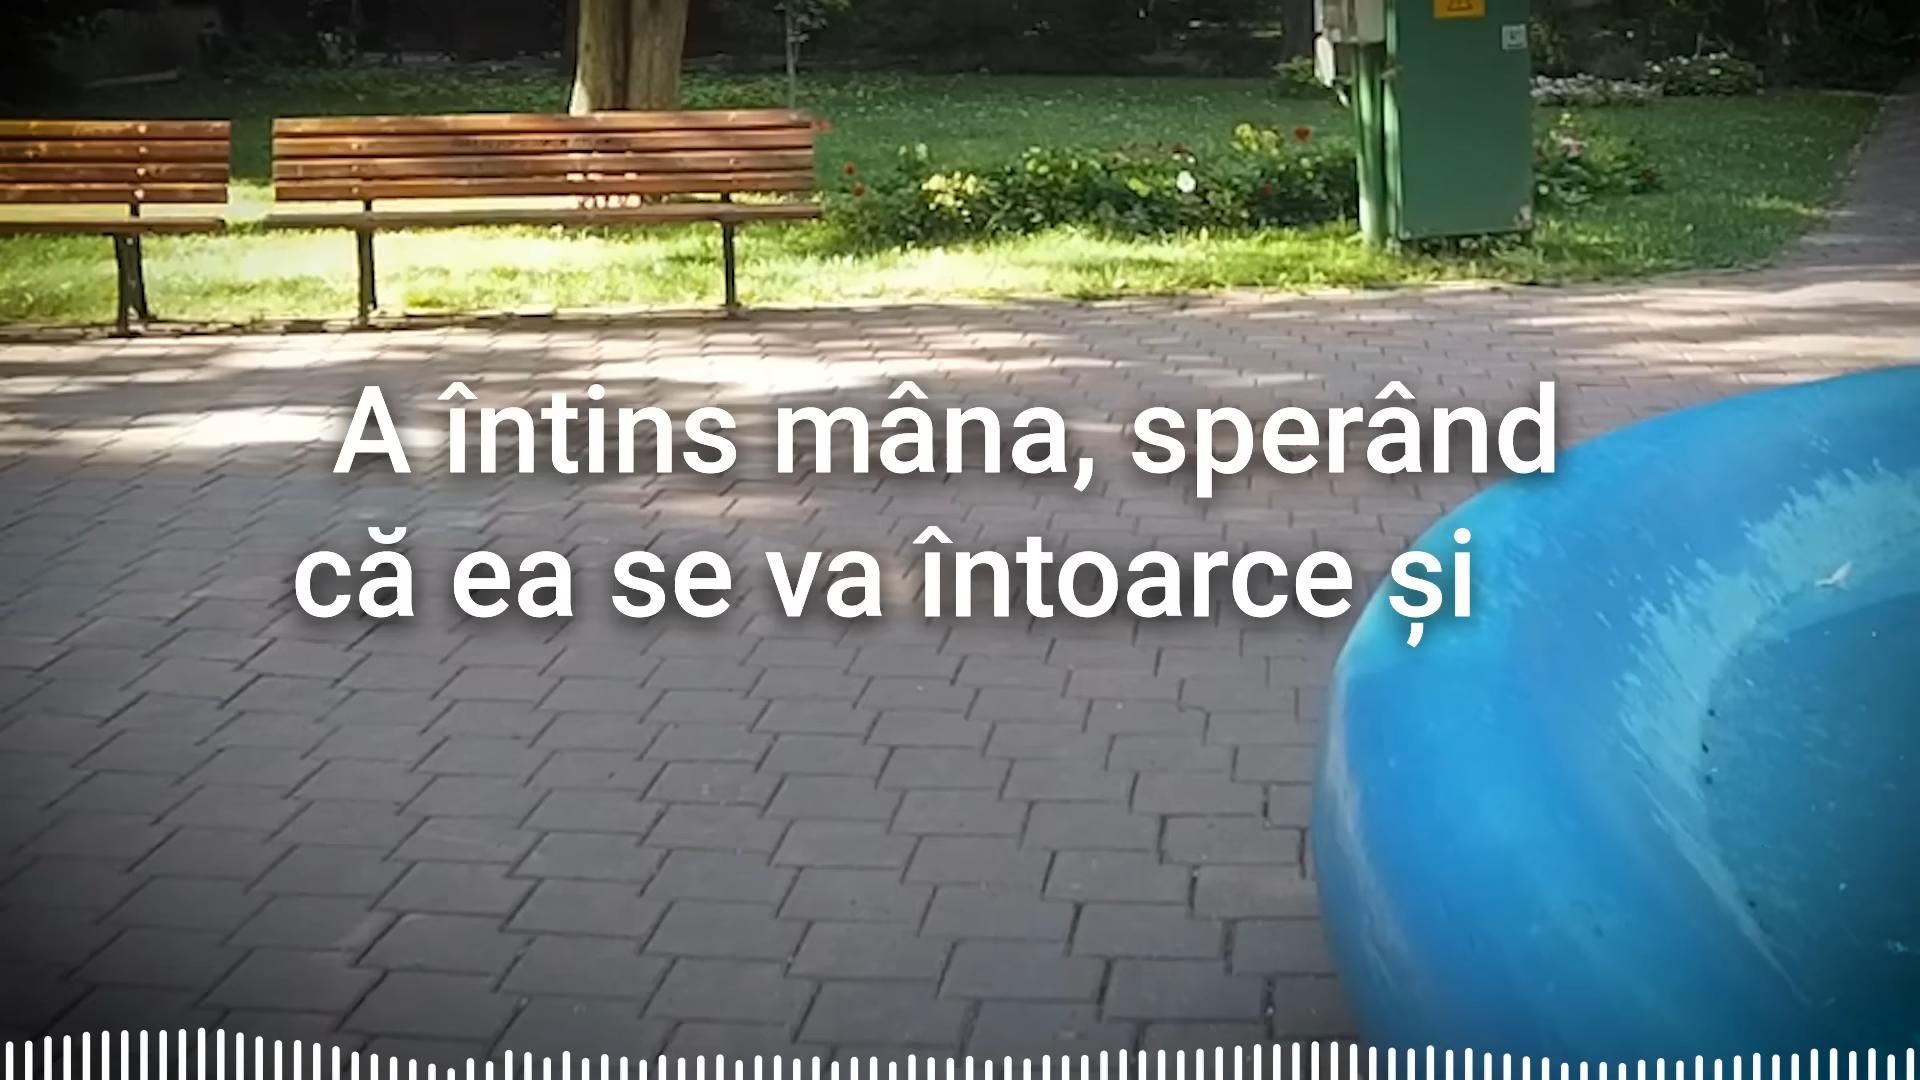 A întins mâna, sperând
că ea se va întoarce și